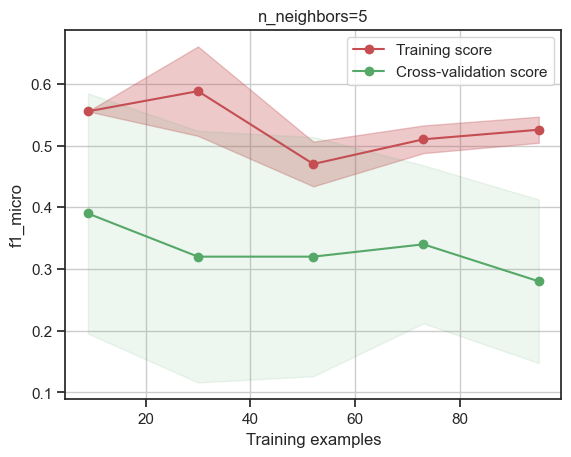 n_neighbors=5
Training score
Cross-validation score
0.6
0.5
0.4
0.3
0.2
0.1
f1_micro
20
40
60
80
Training examples